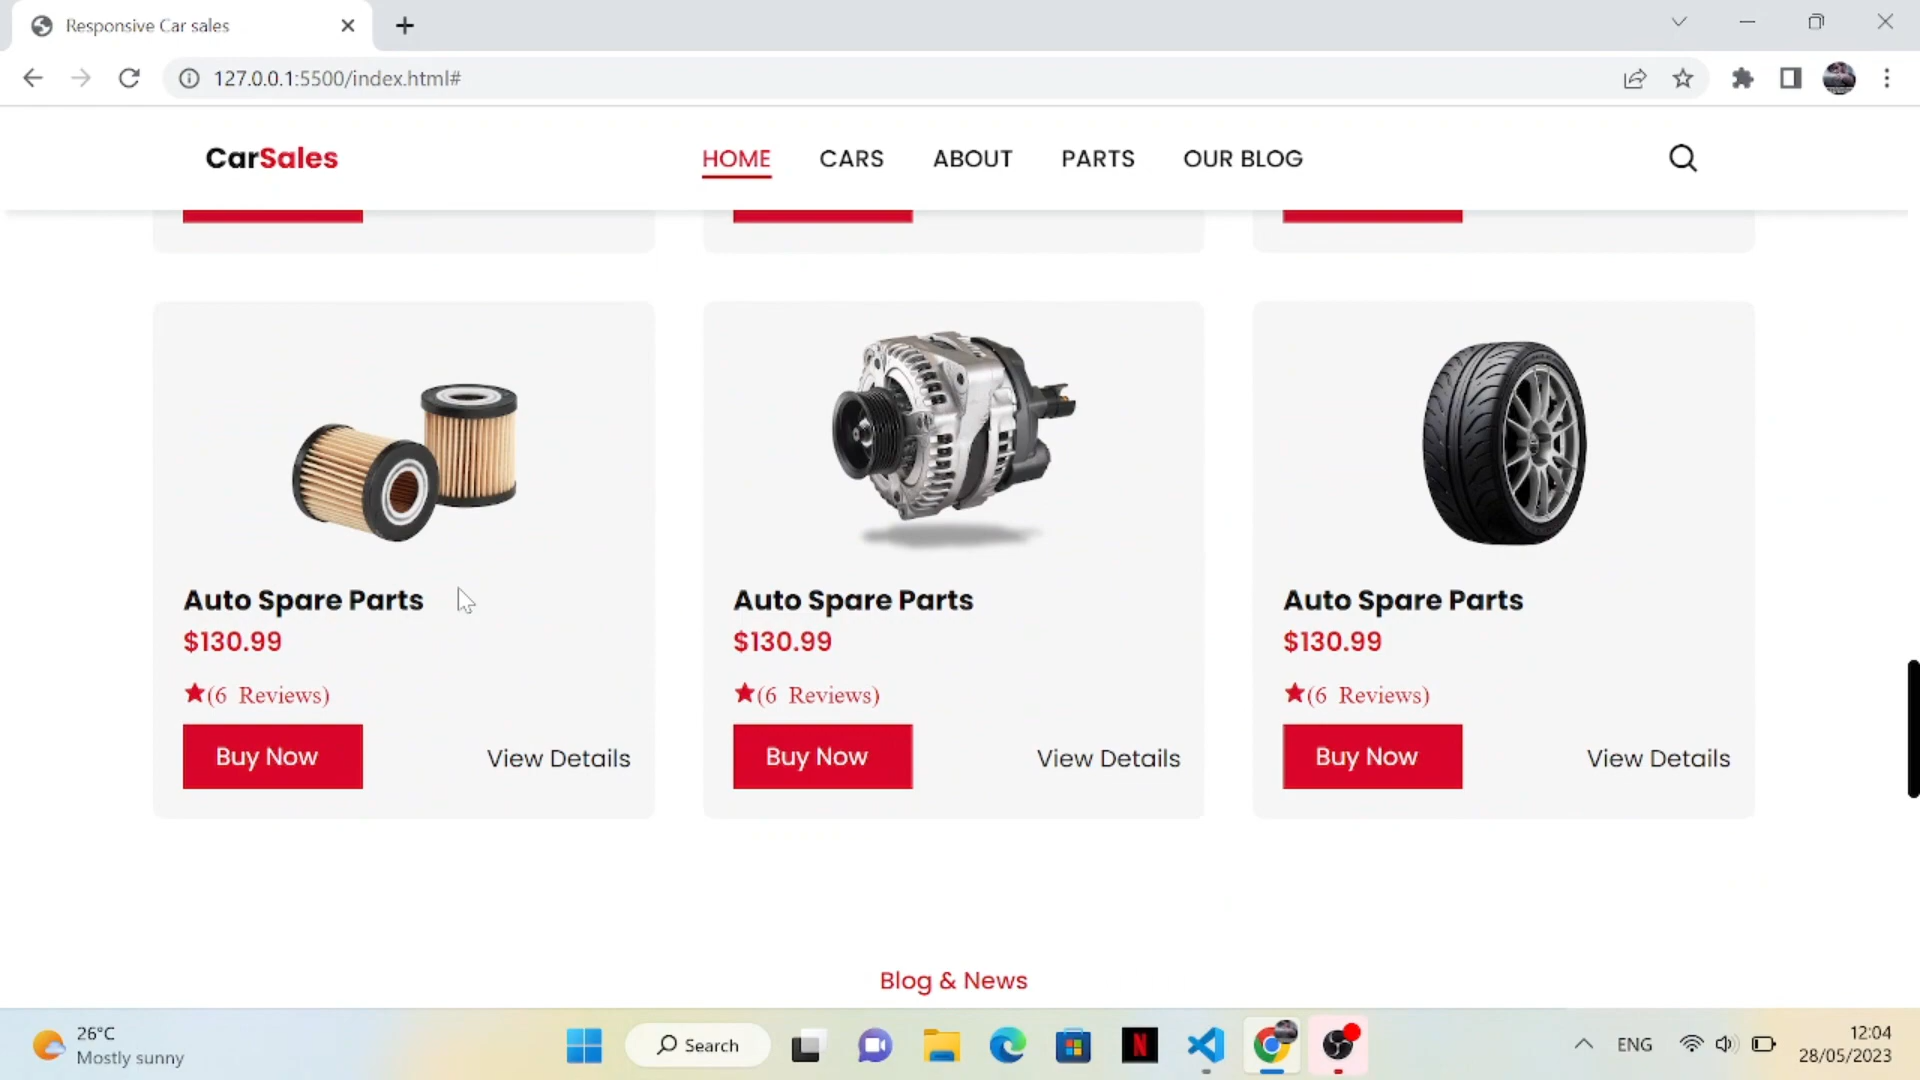 Responsive Car sales
127.0.0.1:5500/index.html#
CarSales
HOME CARS ABOUT PARTS OUR BLOG
Auto Spare Parts
$130.99
(6 Reviews)
Buy Now
View Details
Auto Spare Parts
$130.99
(6 Reviews)
Buy Now
View Details
Auto Spare Parts
$130.99
(6 Reviews)
Buy Now
View Details
Blog & News
26°C
Mostly sunny
Search
N
ENG
12:04
28/05/2023